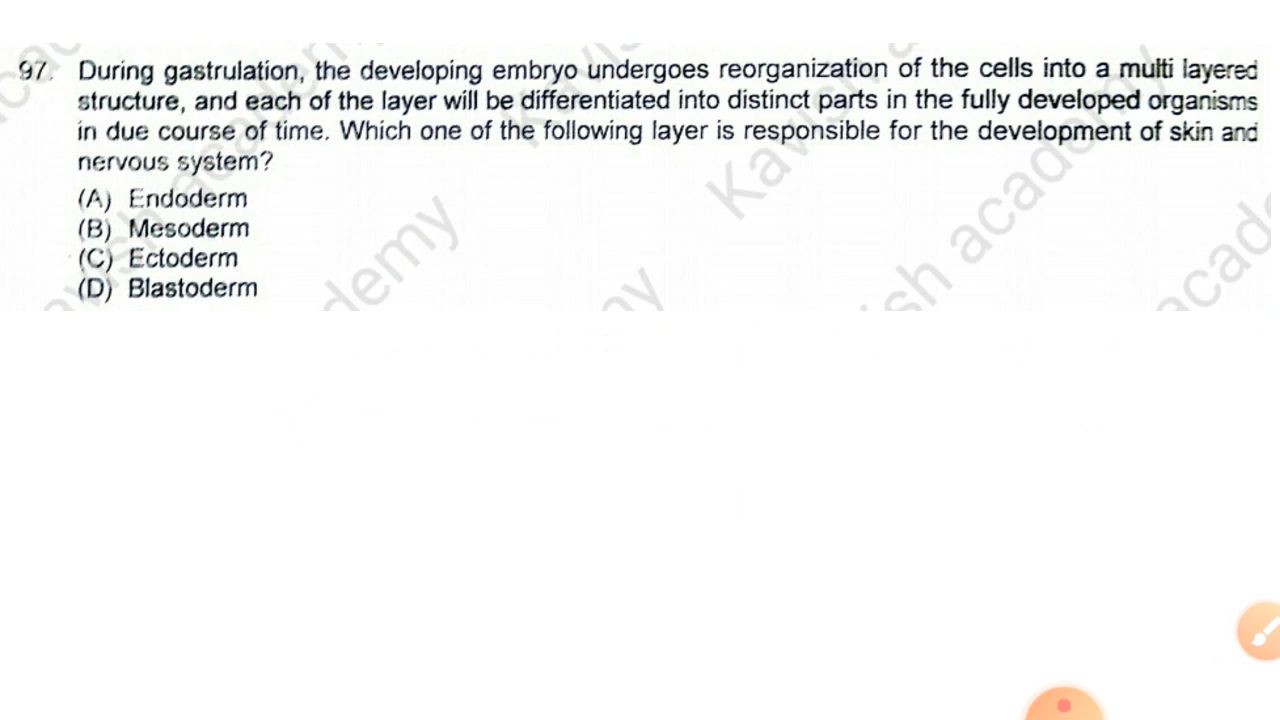 97. During gastrulation, the developing embryo undergoes reorganization of the cells into a multi layered
structure, and each of the layer will be differentiated into distinct parts in the fully developed organisms
in due course of time. Which one of the following layer is responsible for the development of skin and
nervous system?
(A) Endoderm
(B) Mesoderm
(C) Ectoderm
(D) Blastoderm